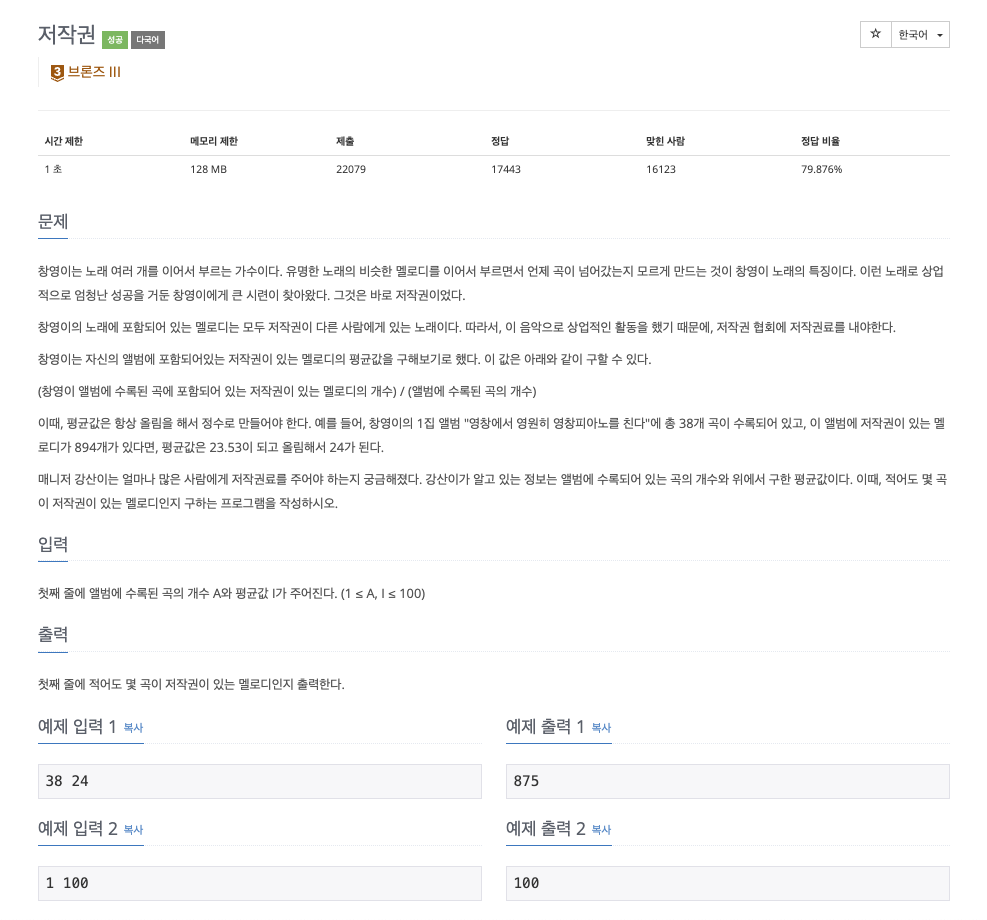 저작권 성공 다국어
☆ 한국어
3 브론즈 III
시간 제한 메모리 제한 제출 정답 맞힌 사람 정답 비율
1 초 128 MB 22079 17443 16123 79.876%
문제
창영이는 노래 여러 개를 이어서 부르는 가수이다. 유명한 노래의 비슷한 멜로디를 이어서 부르면서 언제 곡이 넘어갔는지 모르게 만드는 것이 창영이 노래의 특징이다. 이런 노래로 상업
적으로 엄청난 성공을 거둔 창영이에게 큰 시련이 찾아왔다. 그것은 바로 저작권이었다.
창영이의 노래에 포함되어 있는 멜로디는 모두 저작권이 다른 사람에게 있는 노래이다. 따라서, 이 음악으로 상업적인 활동을 했기 때문에, 저작권 협회에 저작권료를 내야한다.
창영이는 자신의 앨범에 포함되어있는 저작권이 있는 멜로디의 평균값을 구해보기로 했다. 이 값은 아래와 같이 구할 수 있다.
(창영이 앨범에 수록된 곡에 포함되어 있는 저작권이 있는 멜로디의 개수) / (앨범에 수록된 곡의 개수)
이때, 평균값은 항상 올림을 해서 정수로 만들어야 한다. 예를 들어, 창영이의 1집 앨범 "영창에서 영원히 영창피아노를 친다"에 총 38개 곡이 수록되어 있고, 이 앨범에 저작권이 있는 멜
로디가 894개가 있다면, 평균값은 23.53이 되고 올림해서 24가 된다.
매니저 강산이는 얼마나 많은 사람에게 저작권료를 주어야 하는지 궁금해졌다. 강산이가 알고 있는 정보는 앨범에 수록되어 있는 곡의 개수와 위에서 구한 평균값이다. 이때, 적어도 몇 곡
이 저작권이 있는 멜로디인지 구하는 프로그램을 작성하시오.
입력
첫째 줄에 앨범에 수록된 곡의 개수 A와 평균값 I가 주어진다. (1 ≤ A, I ≤ 100)
출력
첫째 줄에 적어도 몇 곡이 저작권이 있는 멜로디인지 출력한다.
예제 입력 1 복사
38 24
예제 출력 1 복사
875
예제 입력 2 복사
1 100
예제 출력 2 복사
100